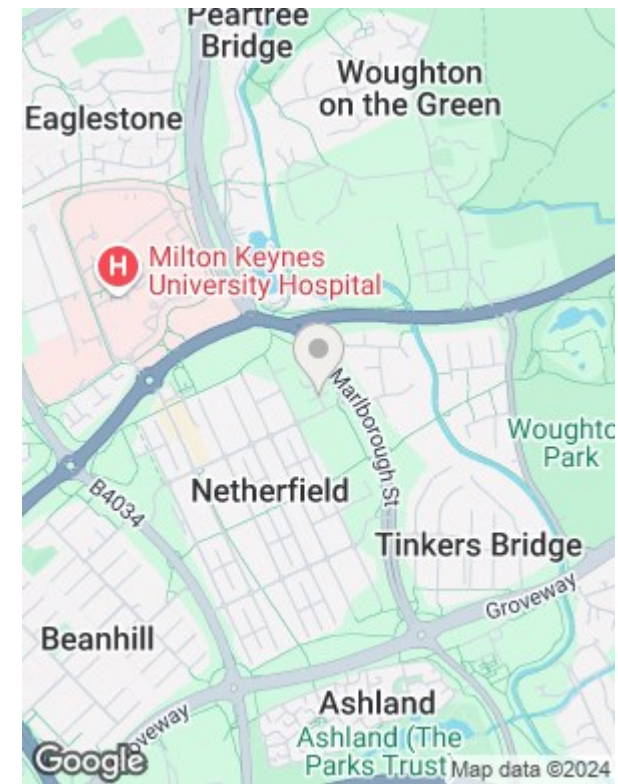 Peartree
Bridge
Woughton
on the Green
Eaglestone
H
Milton Keynes
University Hospital
Marlborough St
Woughto
Park
B4034
Netherfield
Tinkers Bridge
Groveway
Beanhill
Ashland
Ashland (The
Parks Trust)
oveway
Google
Map data ©2024